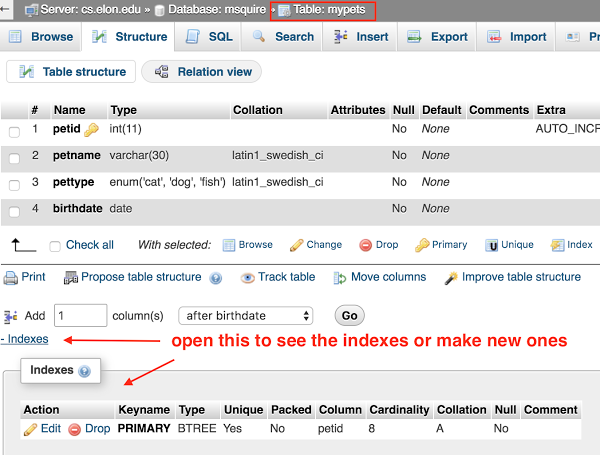 Server: cs.elon.edu » Database: msquire » Table: mypets
Browse Structure SQL Search Insert Export Import
Table structure Relation view
# Name Type Collation Attributes Null Default Comments Extra
1 petid int(11) No None AUTO_INCR
2 petname varchar(30) latin1_swedish_ci No None
3 pettype enum('cat', 'dog', 'fish') latin1_swedish_ci No None
4 birthdate date No None
Check all With selected: Browse Change Drop Primary Unique Index
Print Propose table structure Track table Move columns Improve table structure
Add 1 column(s) after birthdate Go
- Indexes open this to see the indexes or make new ones
Indexes
Action Keyname Type Unique Packed Column Cardinality Collation Null Comment
Edit Drop PRIMARY BTREE Yes No petid 8 A No